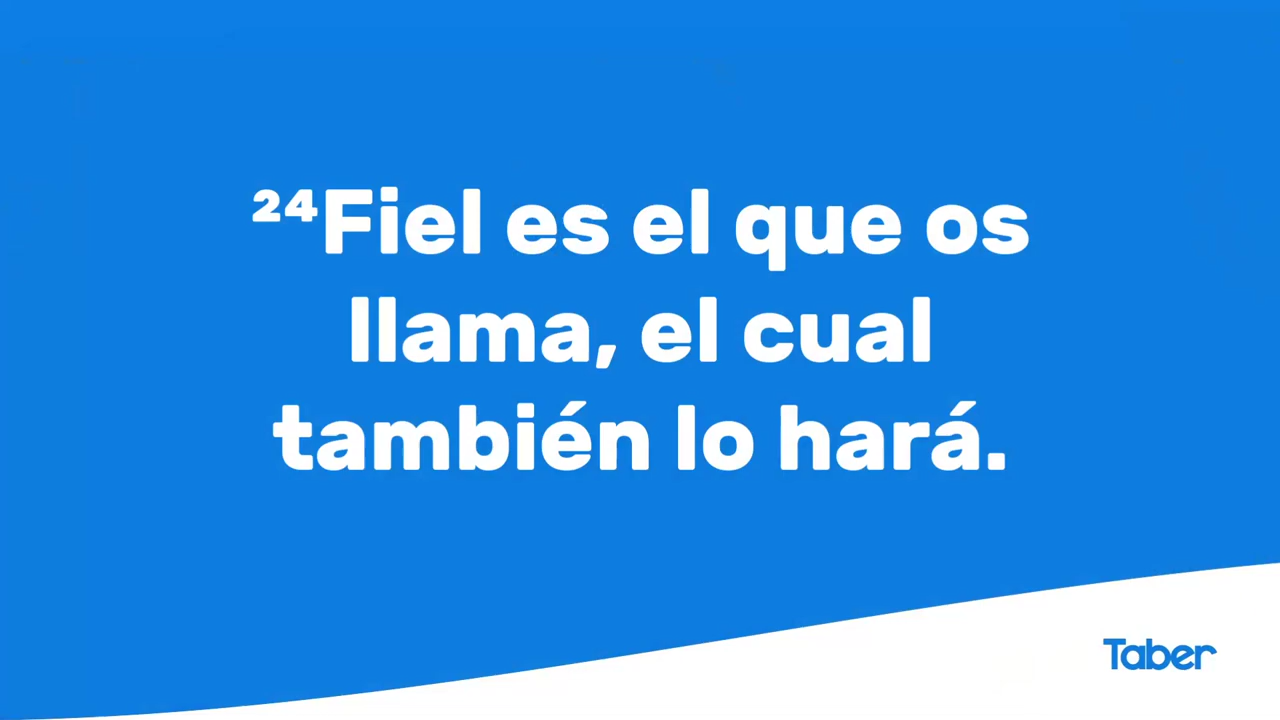 ²⁴Fiel es el que os
llama, el cual
también lo hará.
Taber